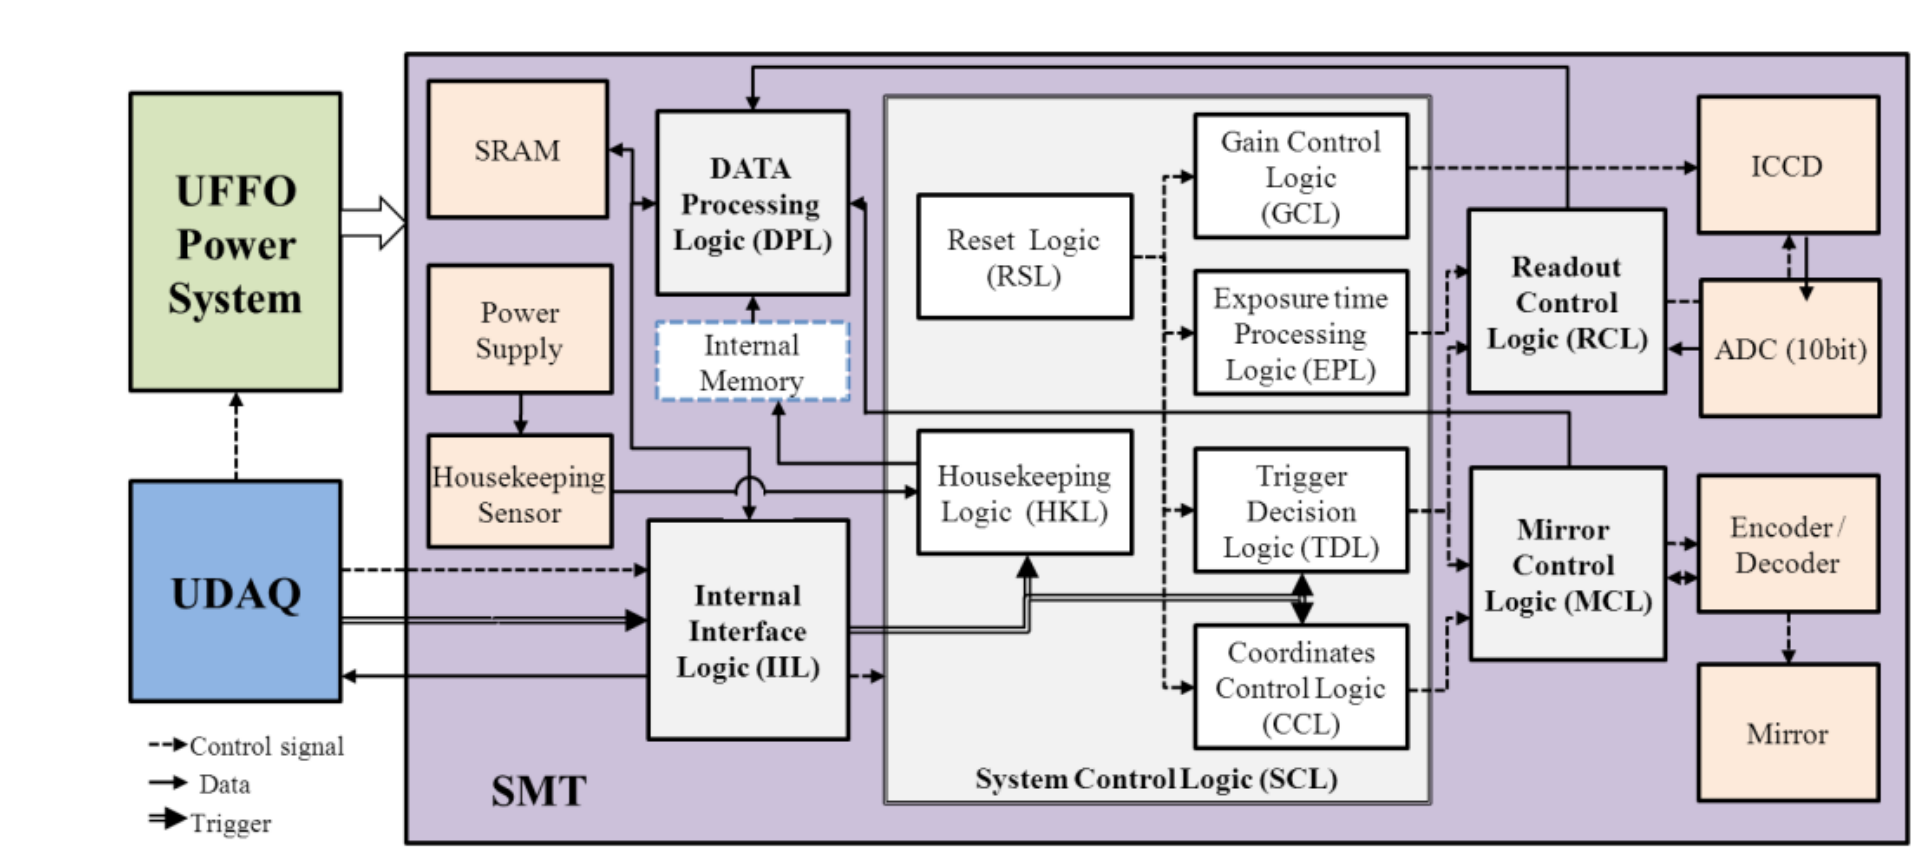 UFFO
Power
System
UDAQ
Control signal
Data
Trigger
SRAM
Power
Supply
Housekeeping
Sensor
SMT
DATA
Processing
Logic (DPL)
Internal
Memory
Internal
Interface
Logic (IIL)
Reset Logic
(RSL)
Housekeeping
Logic (HKL)
Gain Control
Logic
(GCL)
Exposure time
Processing
Logic (EPL)
Trigger
Decision
Logic (TDL)
Coordinates
Control Logic
(CCL)
System Control Logic (SCL)
Readout
Control
Logic (RCL)
Mirror
Control
Logic (MCL)
ICCD
ADC (10bit)
Encoder /
Decoder
Mirror